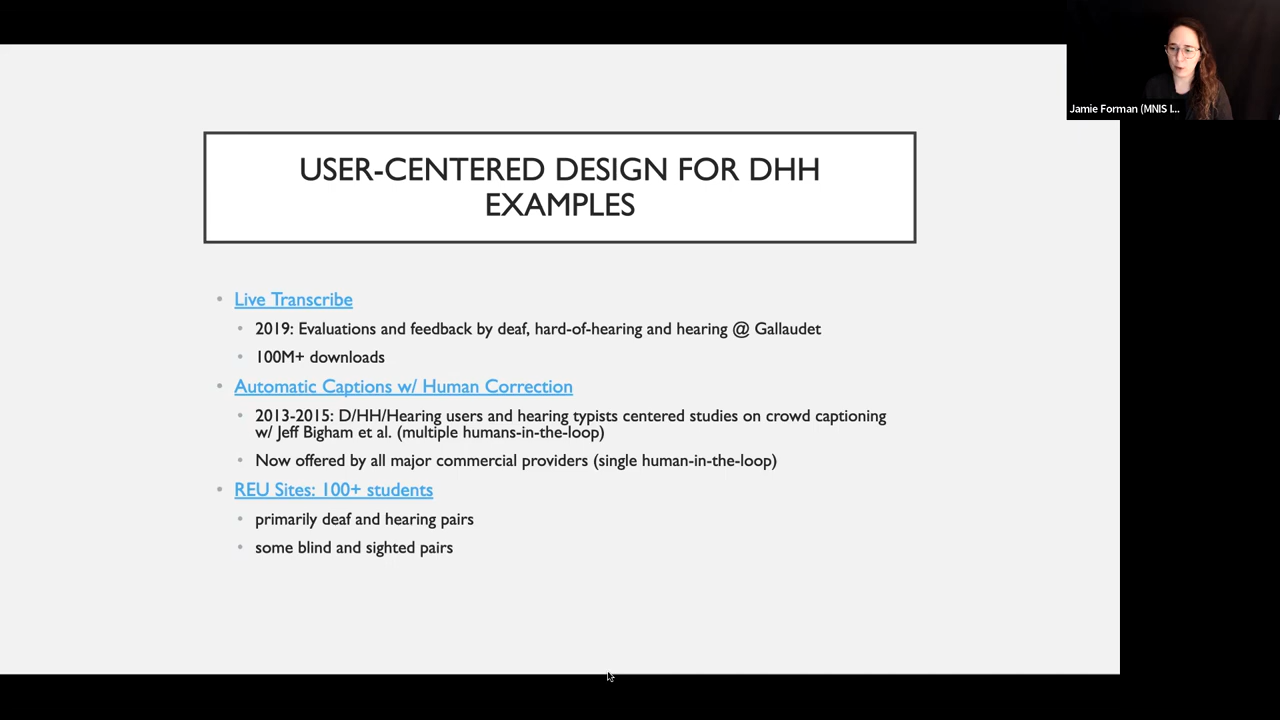 Jamie Forman (MNIS I...
USER-CENTERED DESIGN FOR DHH
EXAMPLES
• Live Transcribe
• 2019: Evaluations and feedback by deaf, hard-of-hearing and hearing @ Gallaudet
• 100M+ downloads
• Automatic Captions w/ Human Correction
• 2013-2015: D/HH/Hearing users and hearing typists centered studies on crowd captioning
w/ Jeff Bigham et al. (multiple humans-in-the-loop)
• Now offered by all major commercial providers (single human-in-the-loop)
• REU Sites: 100+ students
• primarily deaf and hearing pairs
• some blind and sighted pairs